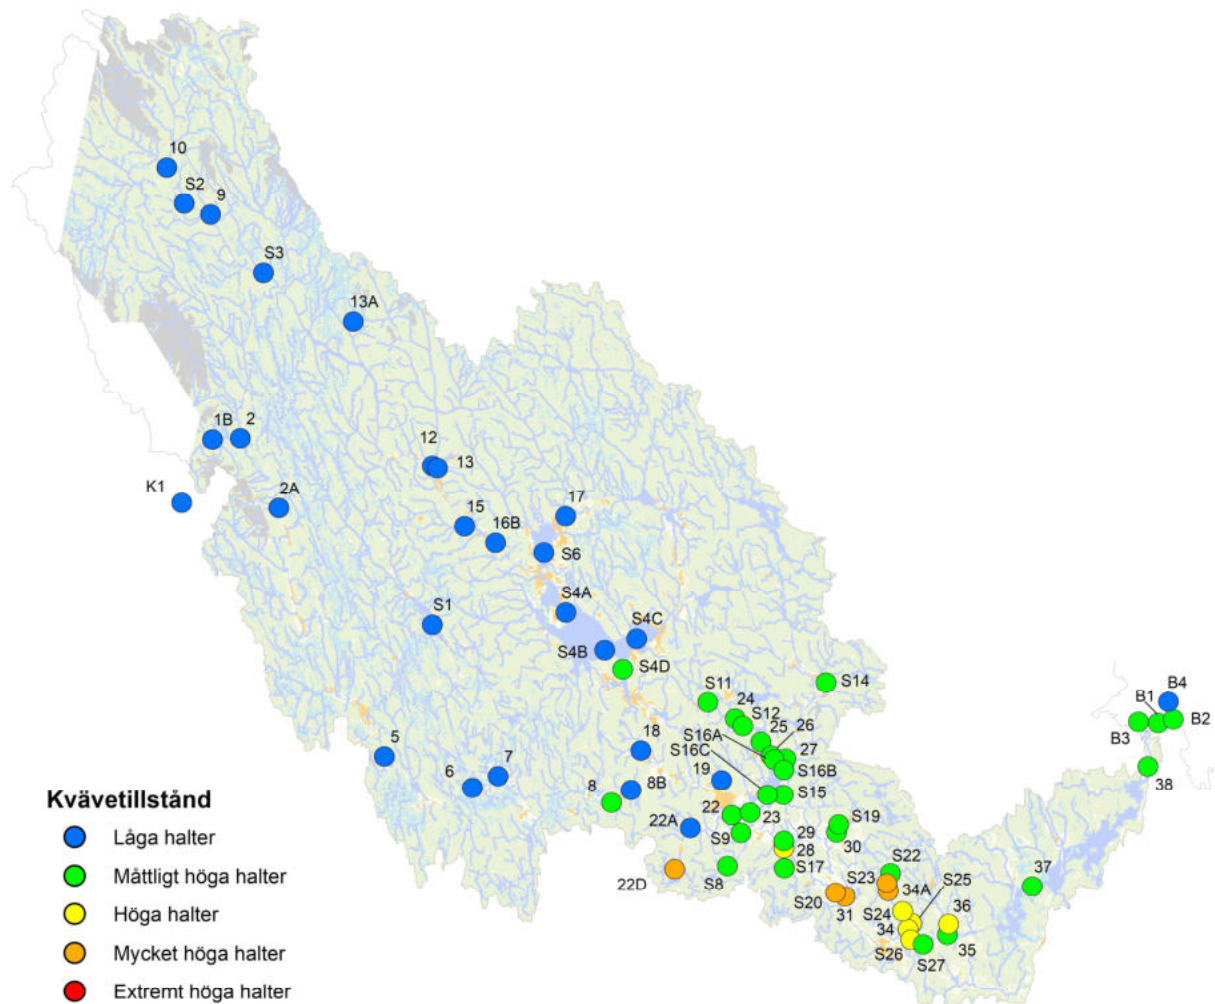 10
S2
9
S3
13A
1B
2
K1
2A
12
13
15
16B
17
S6
S1
S4A
S4C
S4B
S4D
S11
24
S12
25
26
S14
S16A
S16C
27
S16B
S15
B1
B4
B2
B3
38
5
6
7
18
8B
8
19
22
23
22A
S9
22D
S8
29
28
S17
S19
30
S22
S23
34A
S25
S20
31
S24
34
S26
S27
36
35
37
Kvävetillstånd
Låga halter
Måttligt höga halter
Höga halter
Mycket höga halter
Extremt höga halter